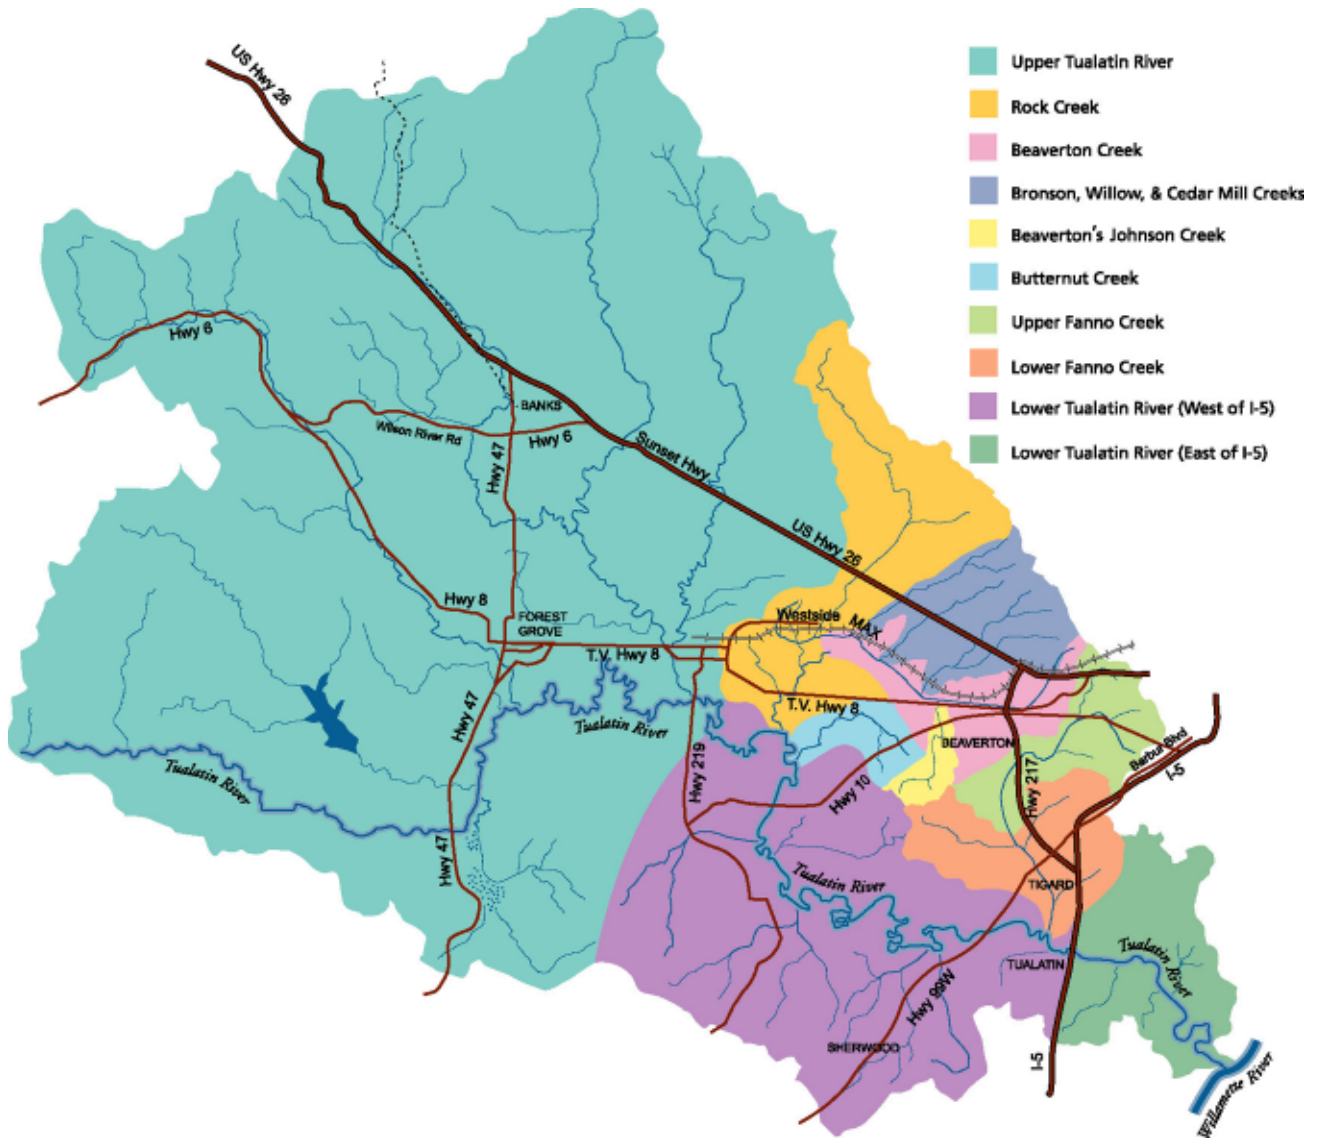 US Hwy 26
Upper Tualatin River
Rock Creek
Beaverton Creek
Bronson, Willow, & Cedar Mill Creeks
Beaverton's Johnson Creek
Butternut Creek
Upper Fanno Creek
Lower Fanno Creek
Lower Tualatin River (West of I-5)
Lower Tualatin River (East of I-5)
Hwy 6
BANKS
Wilson River Rd
Hwy 6
Hwy 47
Sunset Hwy
US Hwy 26
Hwy 8
FOREST
GROVE
Westside MAX
T.V. Hwy 8
Hwy 47
Tualatin River
T.V. Hwy 8
BEAVERTON
Barbur Blvd
I-5
Tualatin River
Hwy 219
Hwy 10
Hwy 217
Hwy 47
Tualatin River
TIGARD
Tualatin River
TUALATIN
Hwy 99W
SHERWOOD
I-5
Willamette River